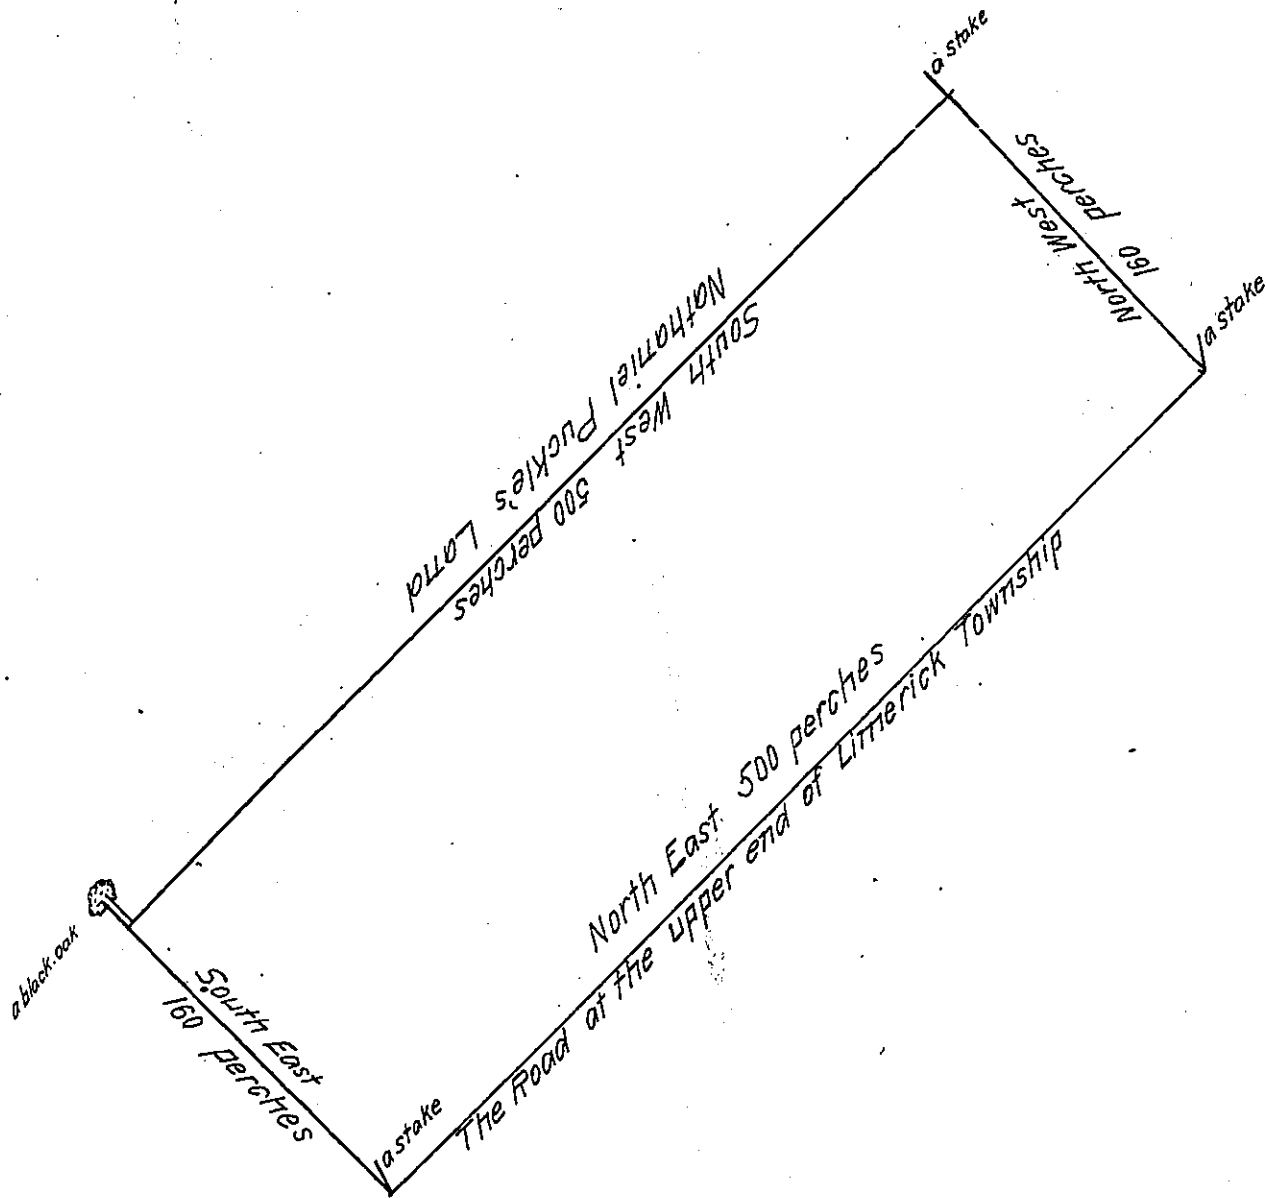 a stake
North West
160 perches
a stake
Nathaniel Puckle's Land
South West 500 perches
North East 500 perches
The Road at the upper end of Limerick Township
a black oak
South East
160 perches
a stake